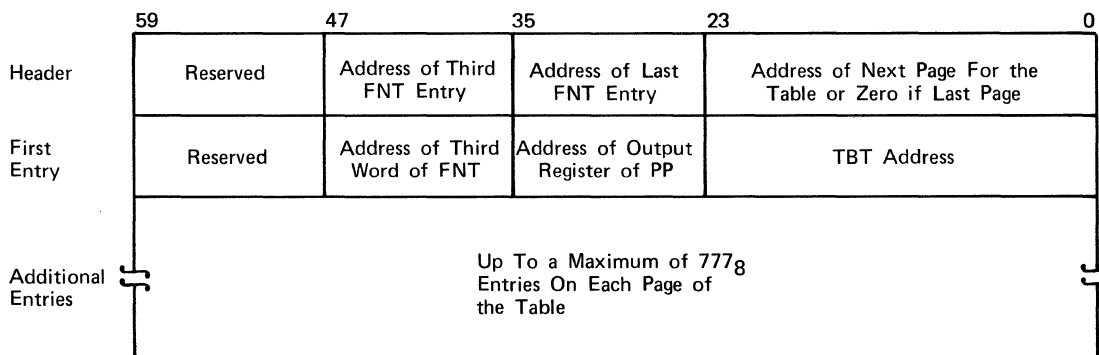 59 47 35 23 0
Header
Reserved
Address of Third
FNT Entry
Address of Last
FNT Entry
Address of Next Page For the
Table or Zero if Last Page
First
Entry
Reserved
Address of Third
Word of FNT
Address of Output
Register of PP
TBT Address
Additional
Entries
Up To a Maximum of 777₈
Entries On Each Page of
the Table